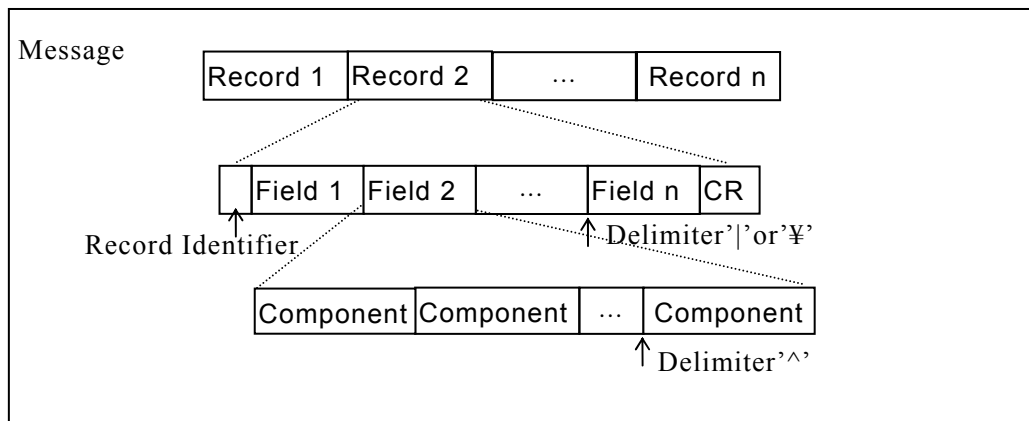 Message
Record 1 Record 2 ... Record n
Field 1 Field 2 ... Field n CR
Record Identifier Delimiter'|'or'¥'
Component Component ... Component
Delimiter'^'